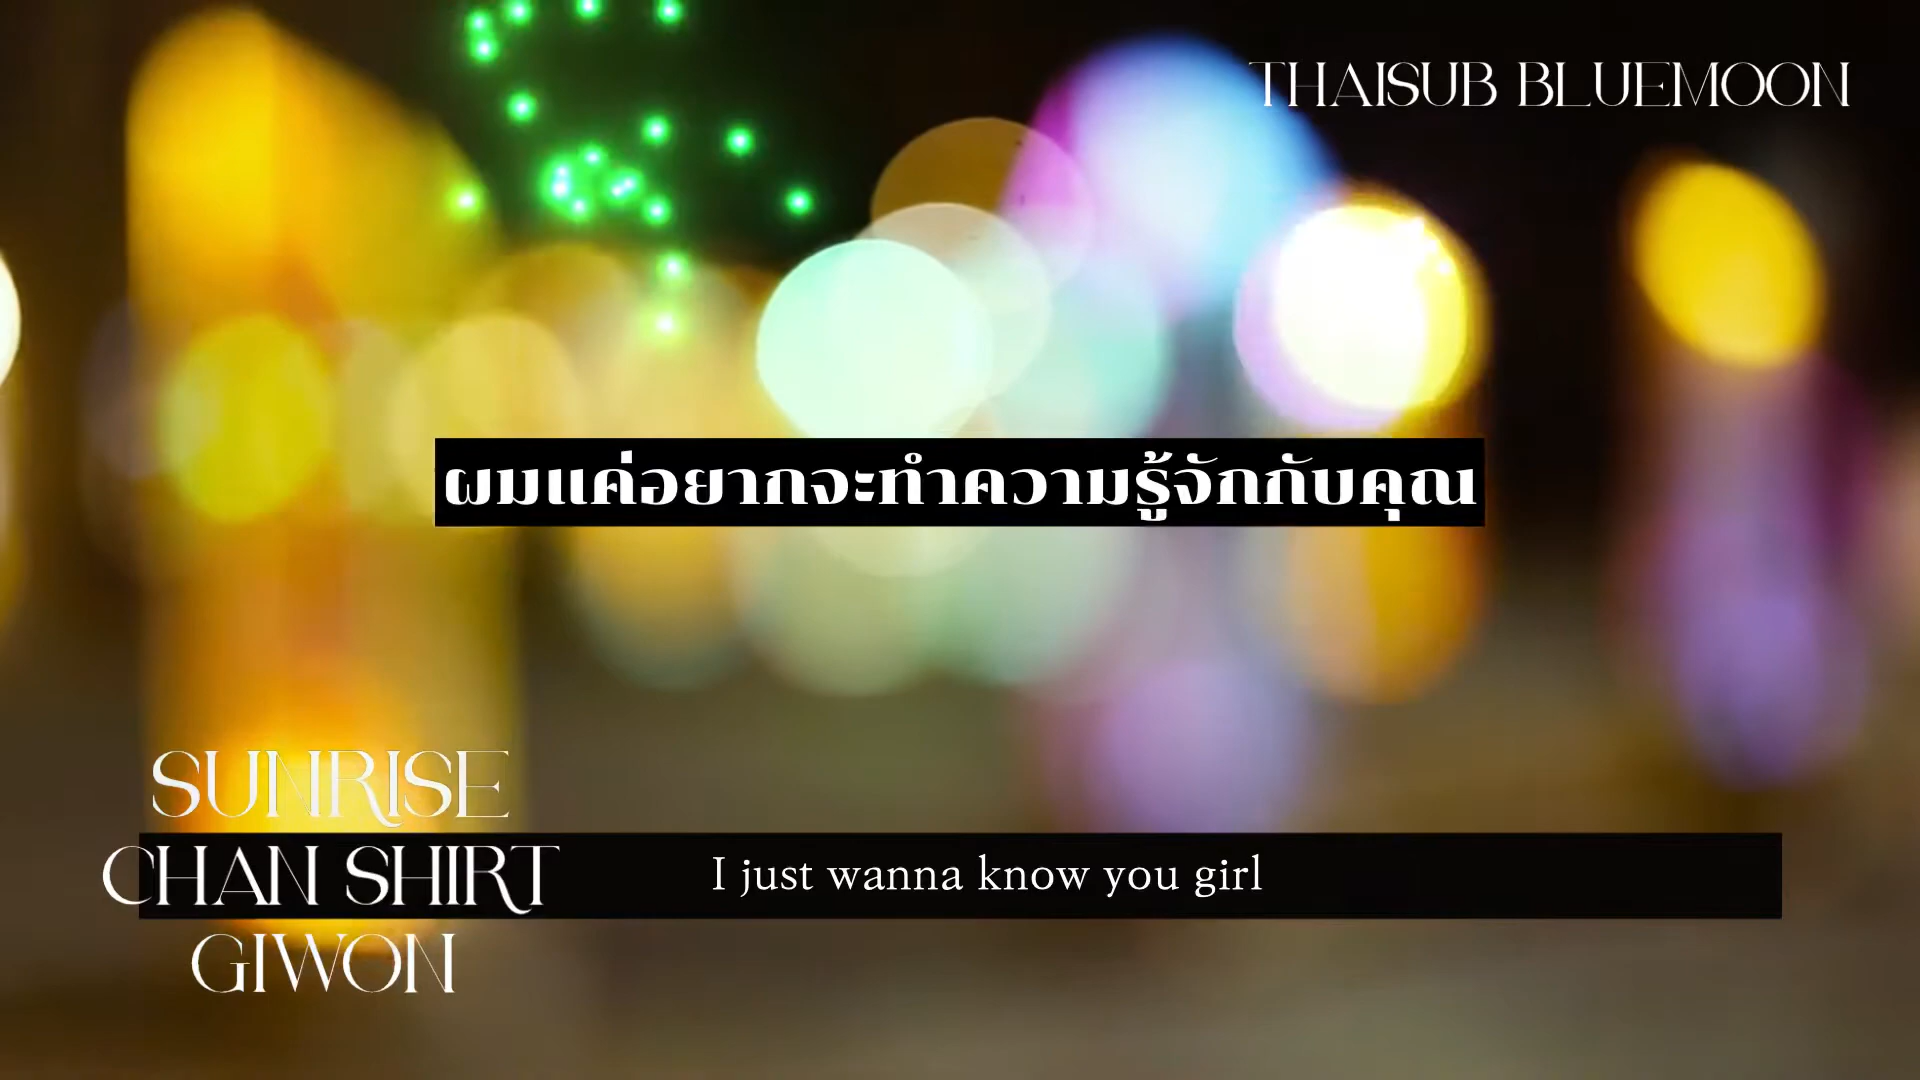 THAISUB BLUEMOON
ผมแค่อยากจะทำความรู้จักกับคุณ
SUNRISE
CHAN SHIRT
GIWON
I just wanna know you girl